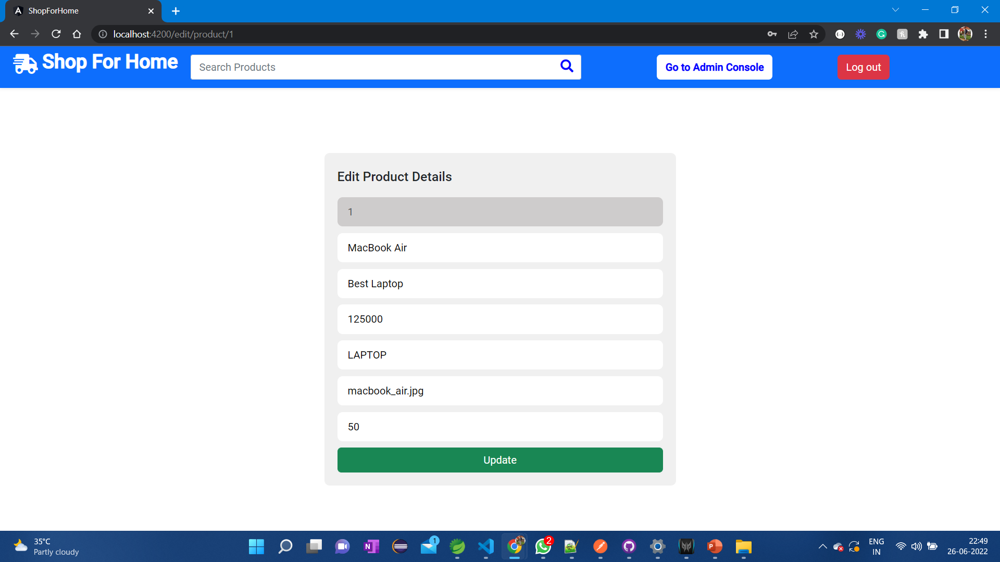 ShopForHome
localhost:4200/edit/product/1
Shop For Home
Search Products
Go to Admin Console
Log out
Edit Product Details
1
MacBook Air
Best Laptop
125000
LAPTOP
macbook_air.jpg
50
Update
35°C
Partly cloudy
N
1
2
P
ENG
IN
22:49
26-06-2022